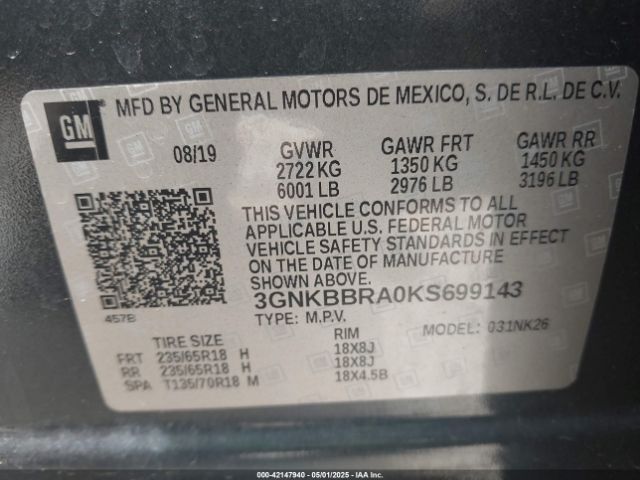 GM
MFD BY GENERAL MOTORS DE MEXICO, S. DE R.L. DE C.V.
08/19 GVWR GAWR FRT GAWR RR
2722 KG 1350 KG 1450 KG
6001 LB 2976 LB 3196 LB
THIS VEHICLE CONFORMS TO ALL
APPLICABLE U.S. FEDERAL MOTOR
VEHICLE SAFETY STANDARDS IN EFFECT
ON THE DATE OF MANUFACTURE
SHOWN ABOVE.
457B
3GNKBBRA0KS699143
TYPE: M.P.V. MODEL: 031NK26
TIRE SIZE RIM
FRT 235/65R18 H 18X8J
RR 235/65R18 H 18X8J
SPA T135/70R18 M 18X4.5B
000-42147940 - 05/01/2025 - IAAI.COM